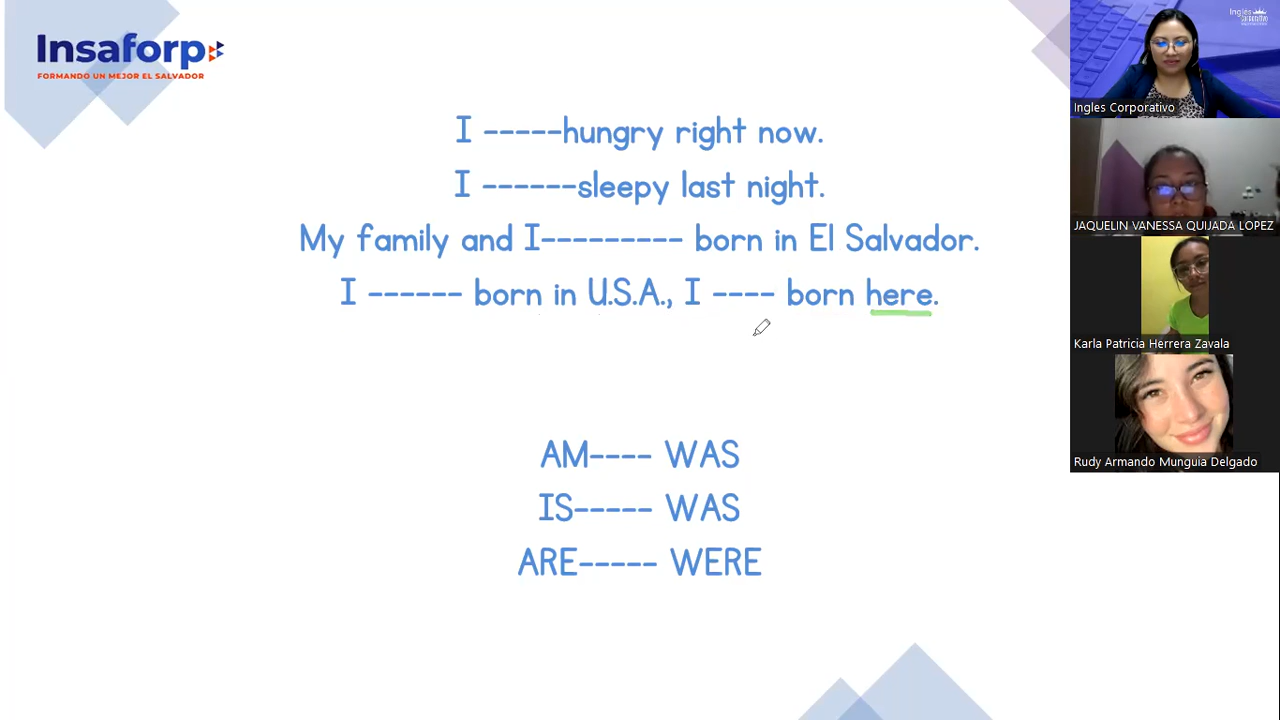 Insaforp
FORMANDO UN MEJOR EL SALVADOR
I -----hungry right now.
I ------sleepy last night.
My family and I--------- born in El Salvador.
I ------ born in U.S.A., I ---- born here.
AM---- WAS
IS----- WAS
ARE----- WERE
Ingles Corporativo
JAQUELIN VANESSA QUIJADA LOPEZ
Karla Patricia Herrera Zavala
Rudy Armando Munguia Delgado